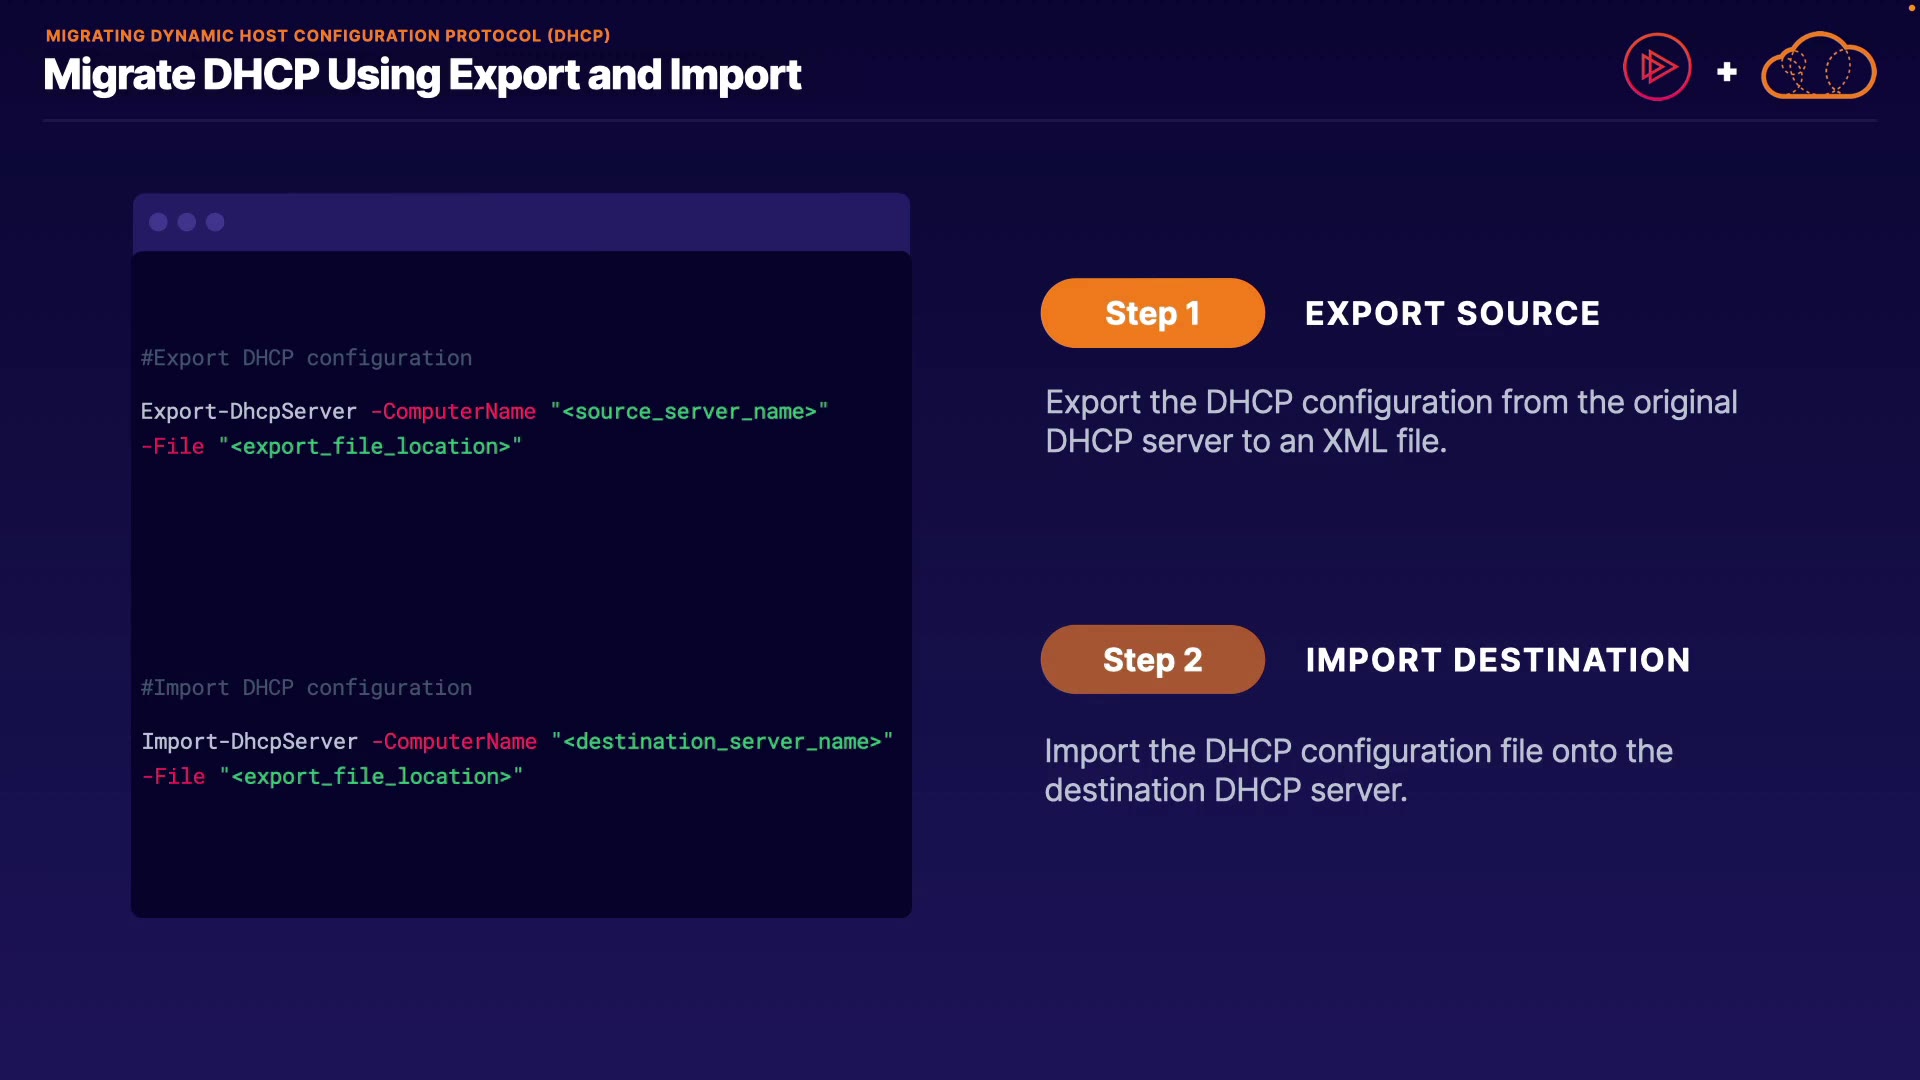 MIGRATING DYNAMIC HOST CONFIGURATION PROTOCOL (DHCP)
Migrate DHCP Using Export and Import
#Export DHCP configuration
Export-DhcpServer -ComputerName "<source_server_name>"
-File "<export_file_location>"
#Import DHCP configuration
Import-DhcpServer -ComputerName "<destination_server_name>"
-File "<export_file_location>"
Step 1
EXPORT SOURCE
Export the DHCP configuration from the original
DHCP server to an XML file.
Step 2
IMPORT DESTINATION
Import the DHCP configuration file onto the
destination DHCP server.